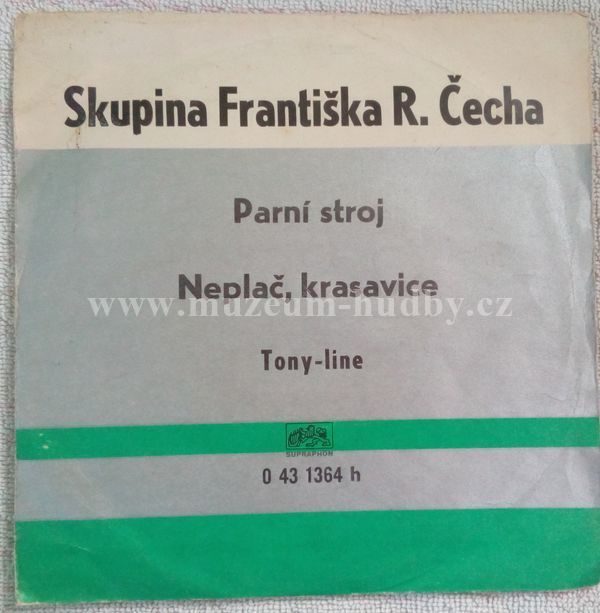 Skupina Františka R. Čecha
Parní stroj
Neplač, krasavice
www.muzeum-hudby.cz
Tony-line
SUPRAPHON
0 43 1364 h